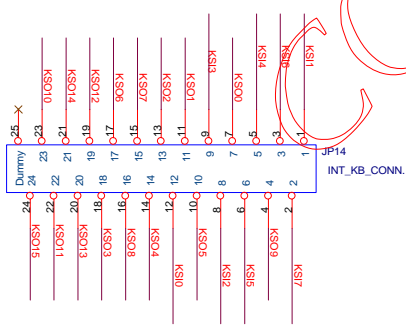 KSO10 KSO14 KSO12 KSO6 KSO7 KSO2 KSO1 KSI3 KSO0 KSI4 KSI6 KSI1
25 23 21 19 17 15 13 11 9 7 5 3 1
Dummy 23 21 19 17 15 13 11 9 7 5 3 1
JP14
24 22 20 18 16 14 12 10 8 6 4 2
INT_KB_CONN.
24 22 20 18 16 14 12 10 8 6 4 2
KSO15 KSO11 KSO13 KSO3 KSO8 KSO4 KSI0 KSO5 KSI2 KSI5 KSO9 KSI7